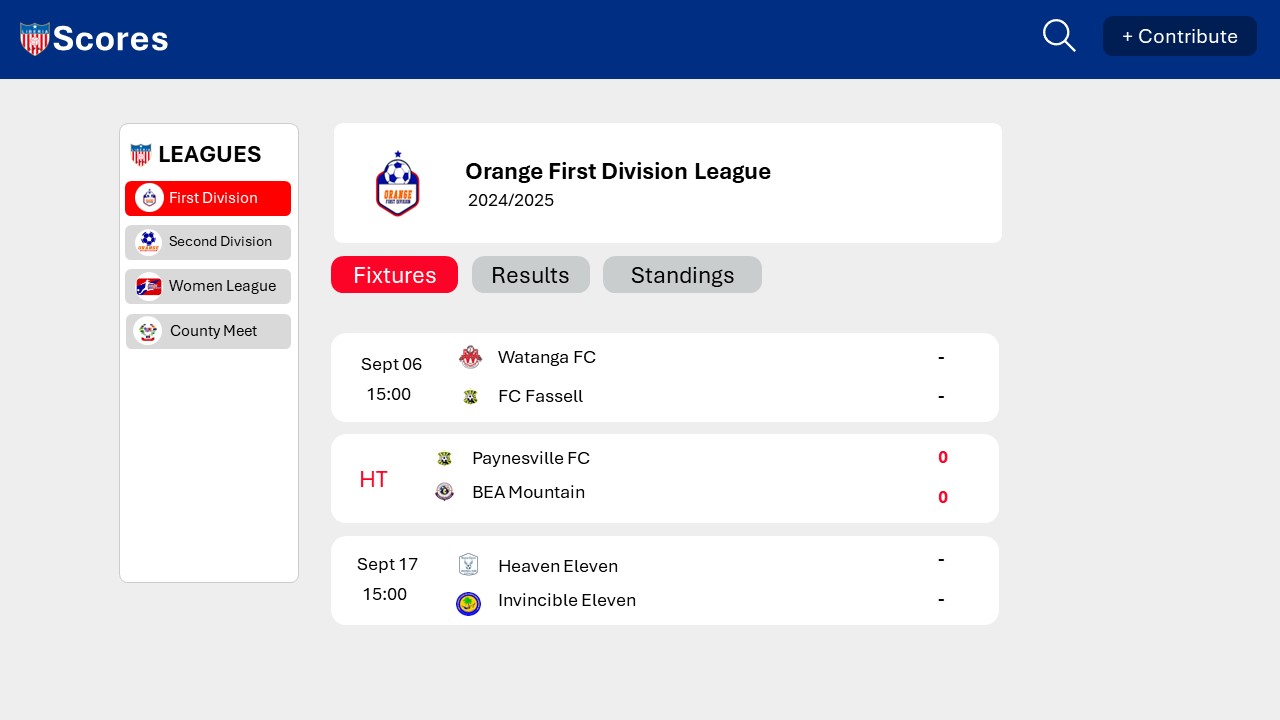 LIBERIA
Scores
+ Contribute
LEAGUES
First Division
Second Division
Women League
County Meet
ORANGE
FIRST DIVISION
Orange First Division League
2024/2025
Fixtures
Results
Standings
Sept 06
15:00
Watanga FC
-
FC Fassell
-
HT
Paynesville FC
0
BEA Mountain
0
Sept 17
15:00
Heaven Eleven
-
Invincible Eleven
-